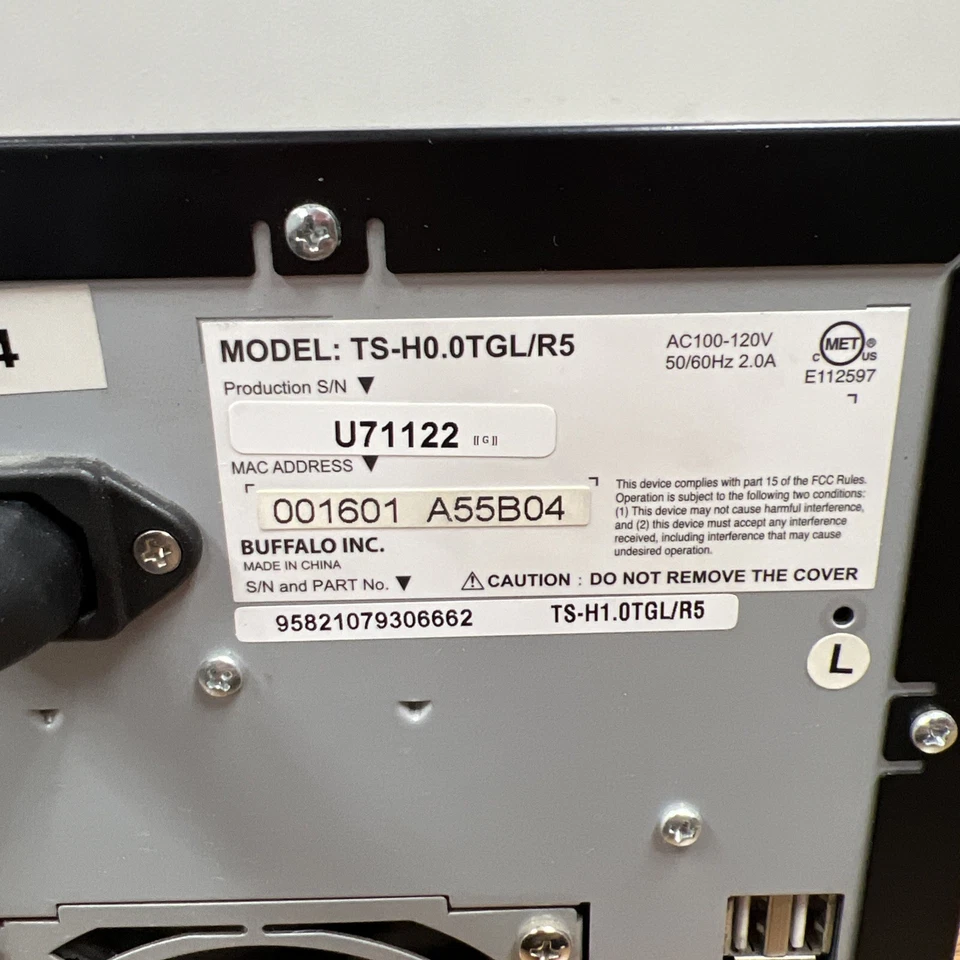 4
MODEL: TS-H0.0TGL/R5
AC100-120V
50/60Hz 2.0A
C MET ® US
E112597
Production S/N ▼
U71122 [[ G ]]
MAC ADDRESS ▼
001601 A55B04
This device complies with part 15 of the FCC Rules.
Operation is subject to the following two conditions:
(1) This device may not cause harmful interference,
and (2) this device must accept any interference
received, including interference that may cause
undesired operation.
BUFFALO INC.
MADE IN CHINA
S/N and PART No. ▼
⚠ CAUTION : DO NOT REMOVE THE COVER
95821079306662 TS-H1.0TGL/R5
L